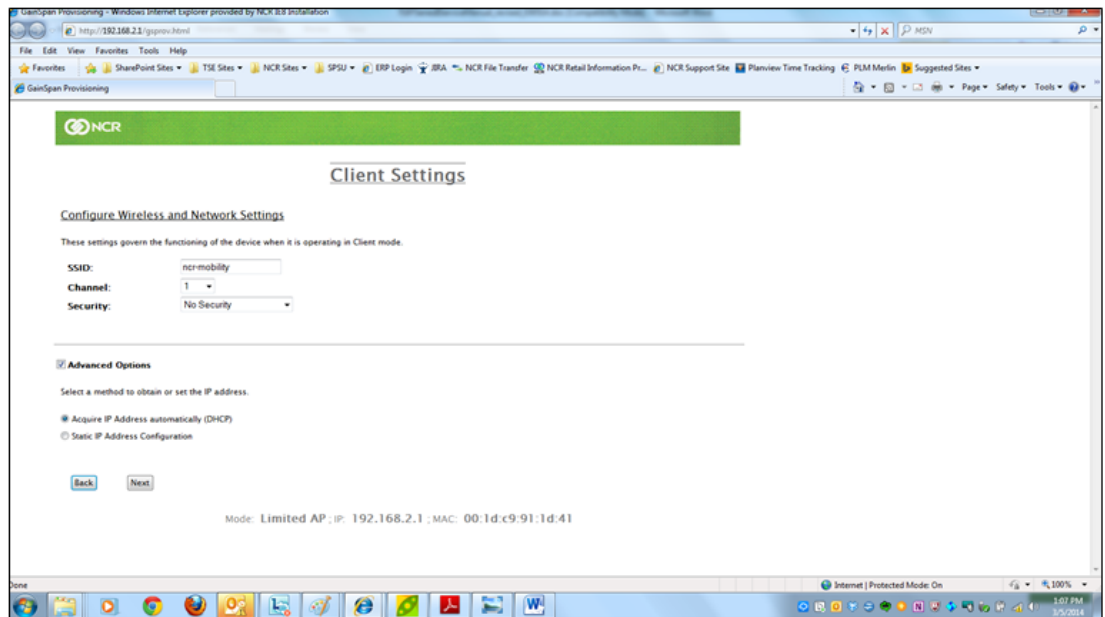 GainSpan Provisioning - Windows Internet Explorer provided by NCR IE8 Installation
http://192.168.2.1/gsprov.html
MSN
File Edit View Favorites Tools Help
Favorites SharePoint Sites TSE Sites NCR Sites SPSU ERP Login JIRA NCR File Transfer NCR Retail Information Pr... NCR Support Site Planview Time Tracking PLM Merlin Suggested Sites
GainSpan Provisioning
Page Safety Tools
NCR
Client Settings
Configure Wireless and Network Settings
These settings govern the functioning of the device when it is operating in Client mode.
SSID: ncr-mobility
Channel: 1
Security: No Security
Advanced Options
Select a method to obtain or set the IP address.
Acquire IP Address automatically (DHCP)
Static IP Address Configuration
Back Next
Mode: Limited AP ; IP: 192.168.2.1 ; MAC: 00:1d:c9:91:1d:41
Done
Internet | Protected Mode: On
100%
1:07 PM
3/5/2014